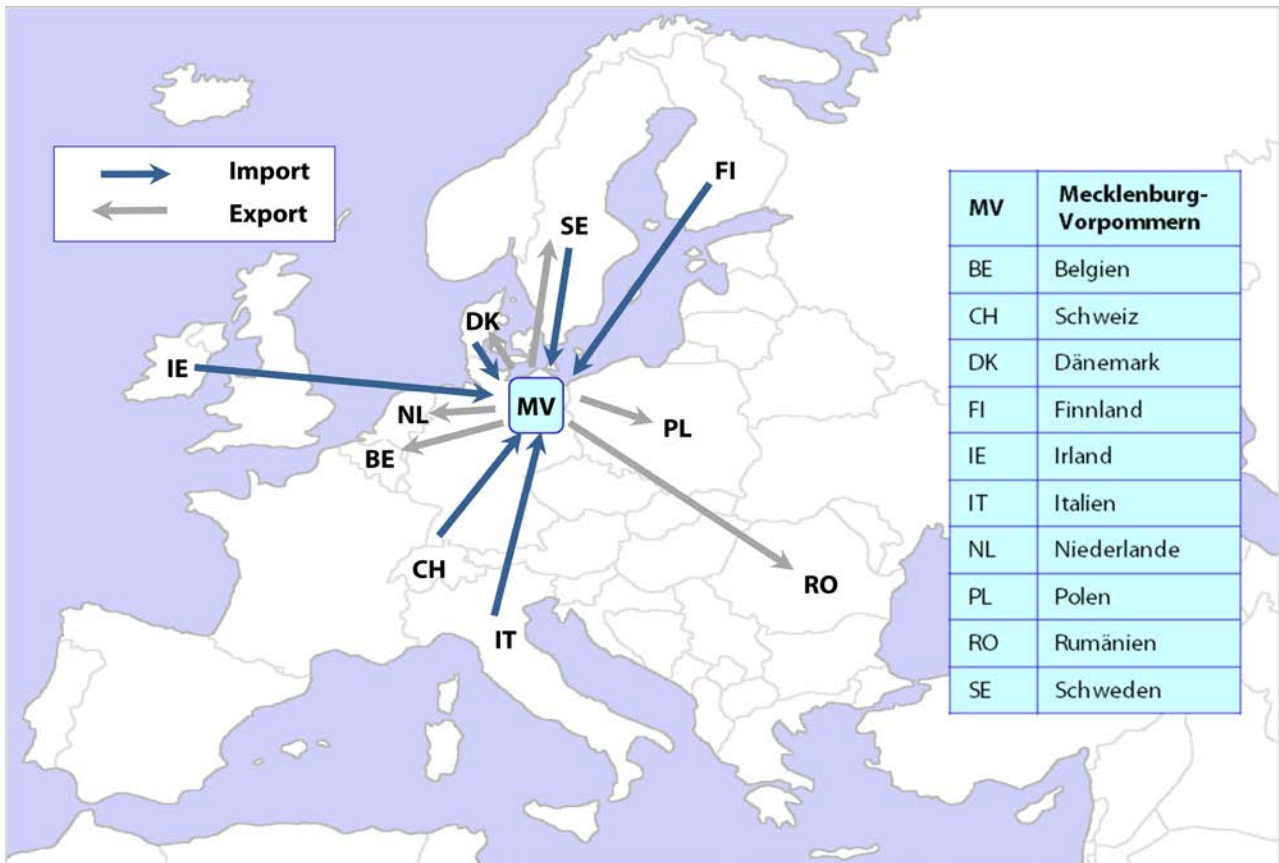 Import
Export
FI
SE
DK
IE
MV
NL
PL
BE
CH
RO
IT
MV Mecklenburg-
Vorpommern
BE Belgien
CH Schweiz
DK Dänemark
FI Finnland
IE Irland
IT Italien
NL Niederlande
PL Polen
RO Rumänien
SE Schweden